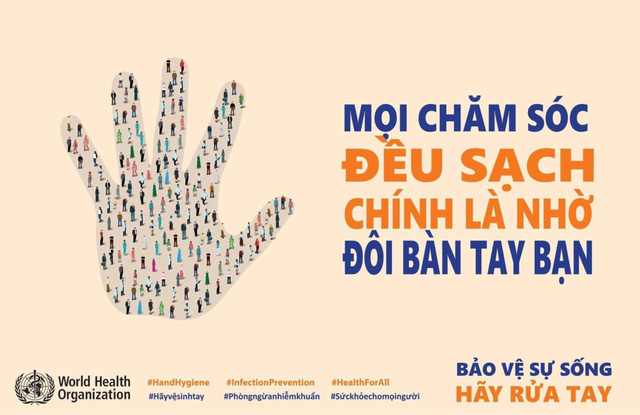 MỌI CHĂM SÓC
ĐỀU SẠCH
CHÍNH LÀ NHỜ
ĐÔI BÀN TAY BẠN
BẢO VỆ SỰ SỐNG
HÃY RỬA TAY
World Health
Organization
#HandHygiene #InfectionPrevention #HealthForAll
#Hãyvệsinhtay #Phòngngừanhiễmkhuẩn #Sứckhỏechomọingười